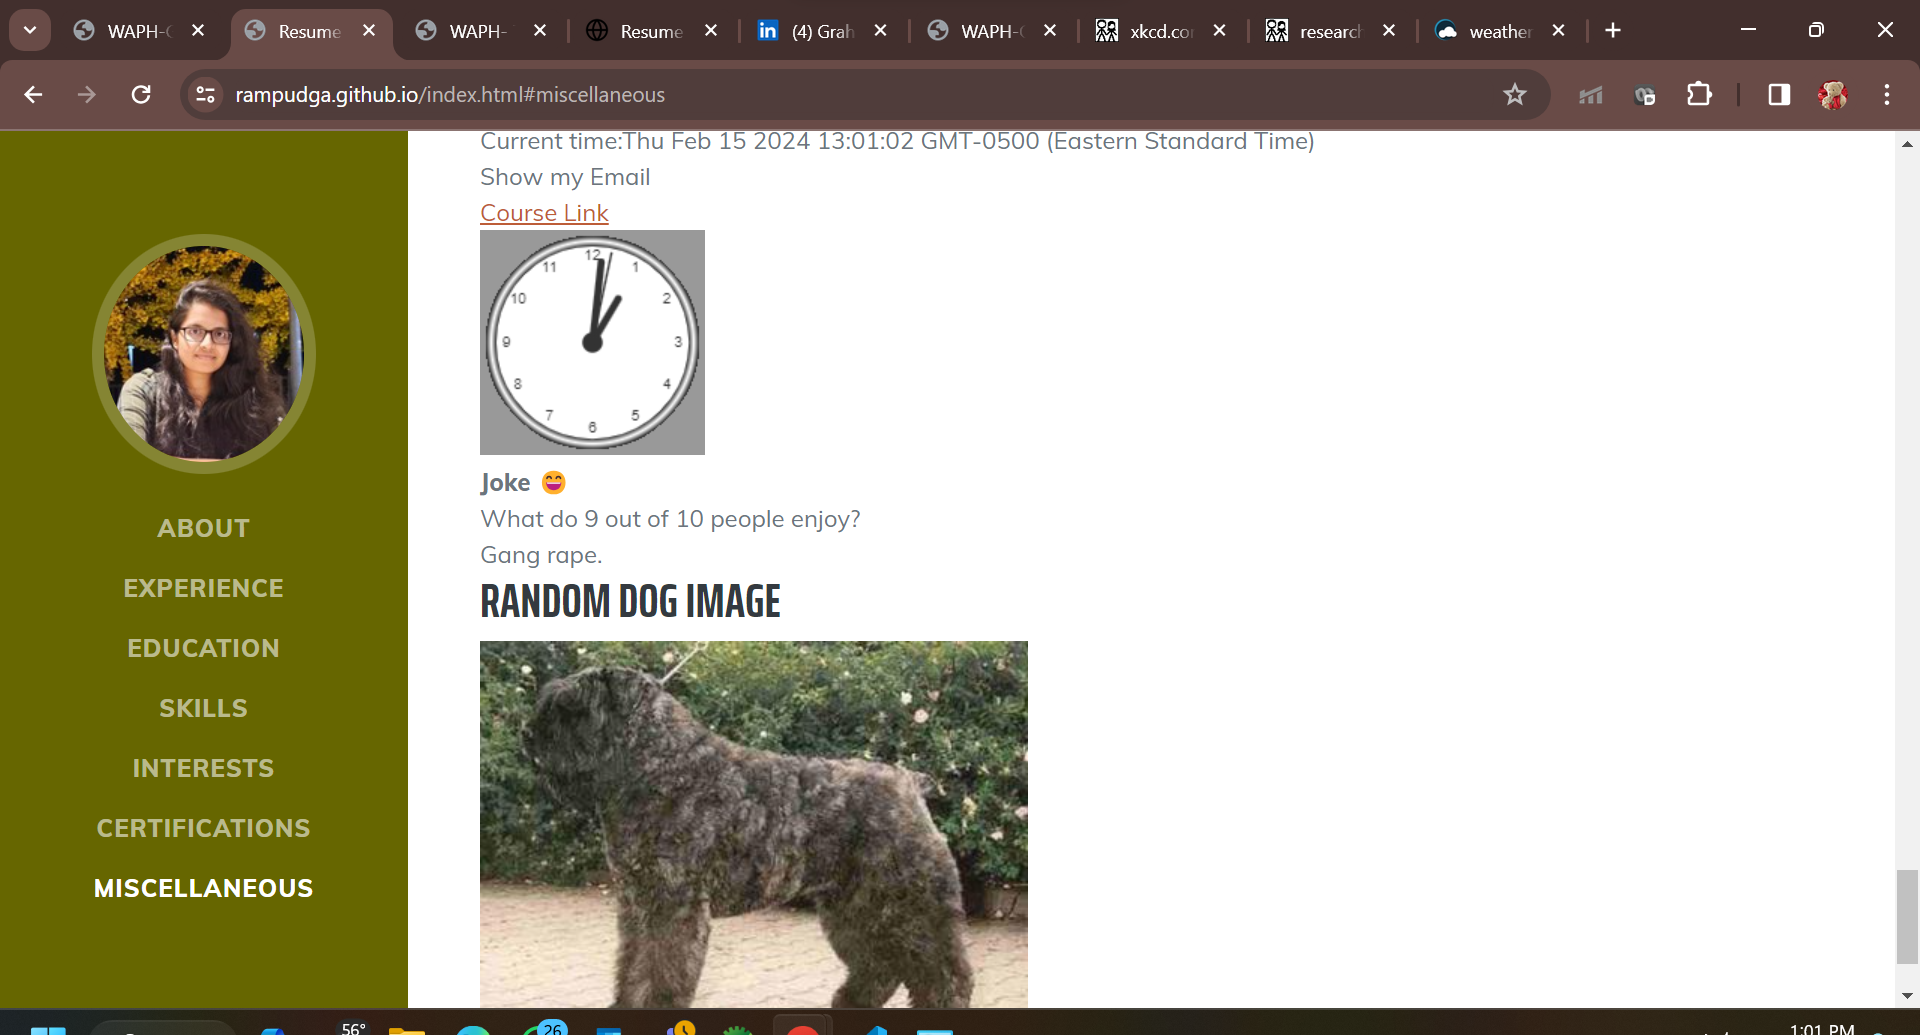 WAPH-
Resume
WAPH-
Resume
in (4) Grah
WAPH-
xkcd.co
research
weather
rampudga.github.io/index.html#miscellaneous
Current time:Thu Feb 15 2024 13:01:02 GMT-0500 (Eastern Standard Time)
Show my Email
Course Link
12
11 1
10 2
9 3
8 4
7 5
6
Joke 😄
What do 9 out of 10 people enjoy?
Gang rape.
RANDOM DOG IMAGE
ABOUT
EXPERIENCE
EDUCATION
SKILLS
INTERESTS
CERTIFICATIONS
MISCELLANEOUS
56°
26
1:01 PM